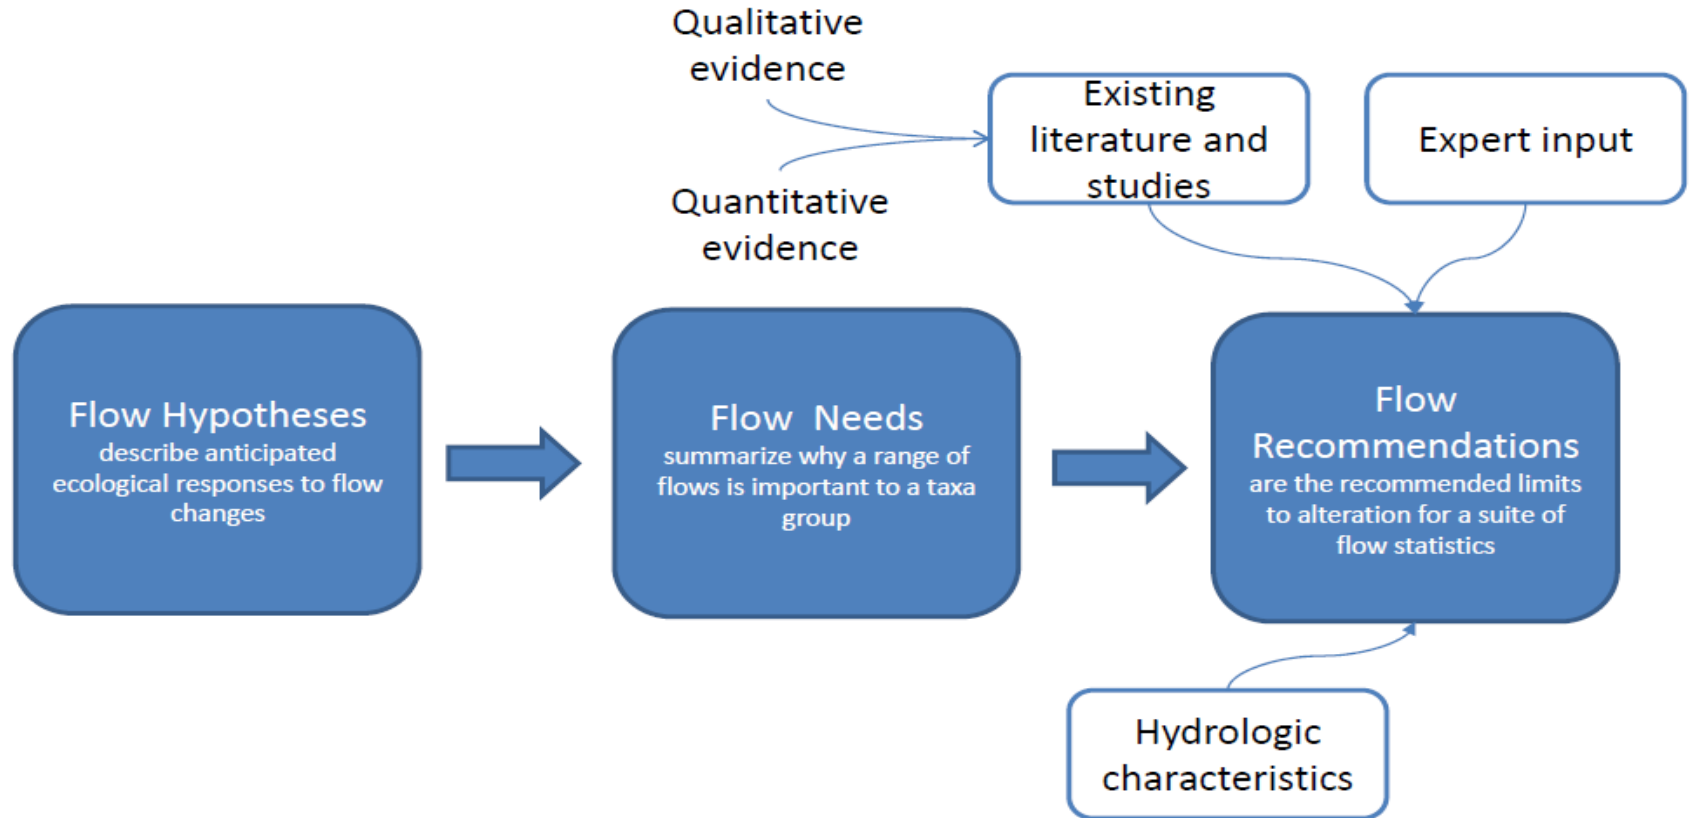 Qualitative
evidence
Existing
literature and
studies
Expert input
Quantitative
evidence
Flow Hypotheses
describe anticipated
ecological responses to flow
changes
Flow Needs
summarize why a range of
flows is important to a taxa
group
Flow
Recommendations
are the recommended limits
to alteration for a suite of
flow statistics
Hydrologic
characteristics